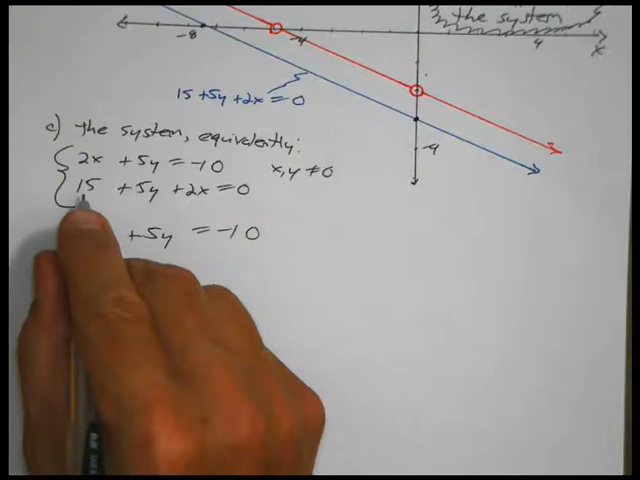 the system
-8
-4
4
x
15 + 5y + 2x = 0
-4
c) the system, equivalently:
2x + 5y = -10 x, y ≠ 0
15 + 5y + 2x = 0
+ 5y = -10